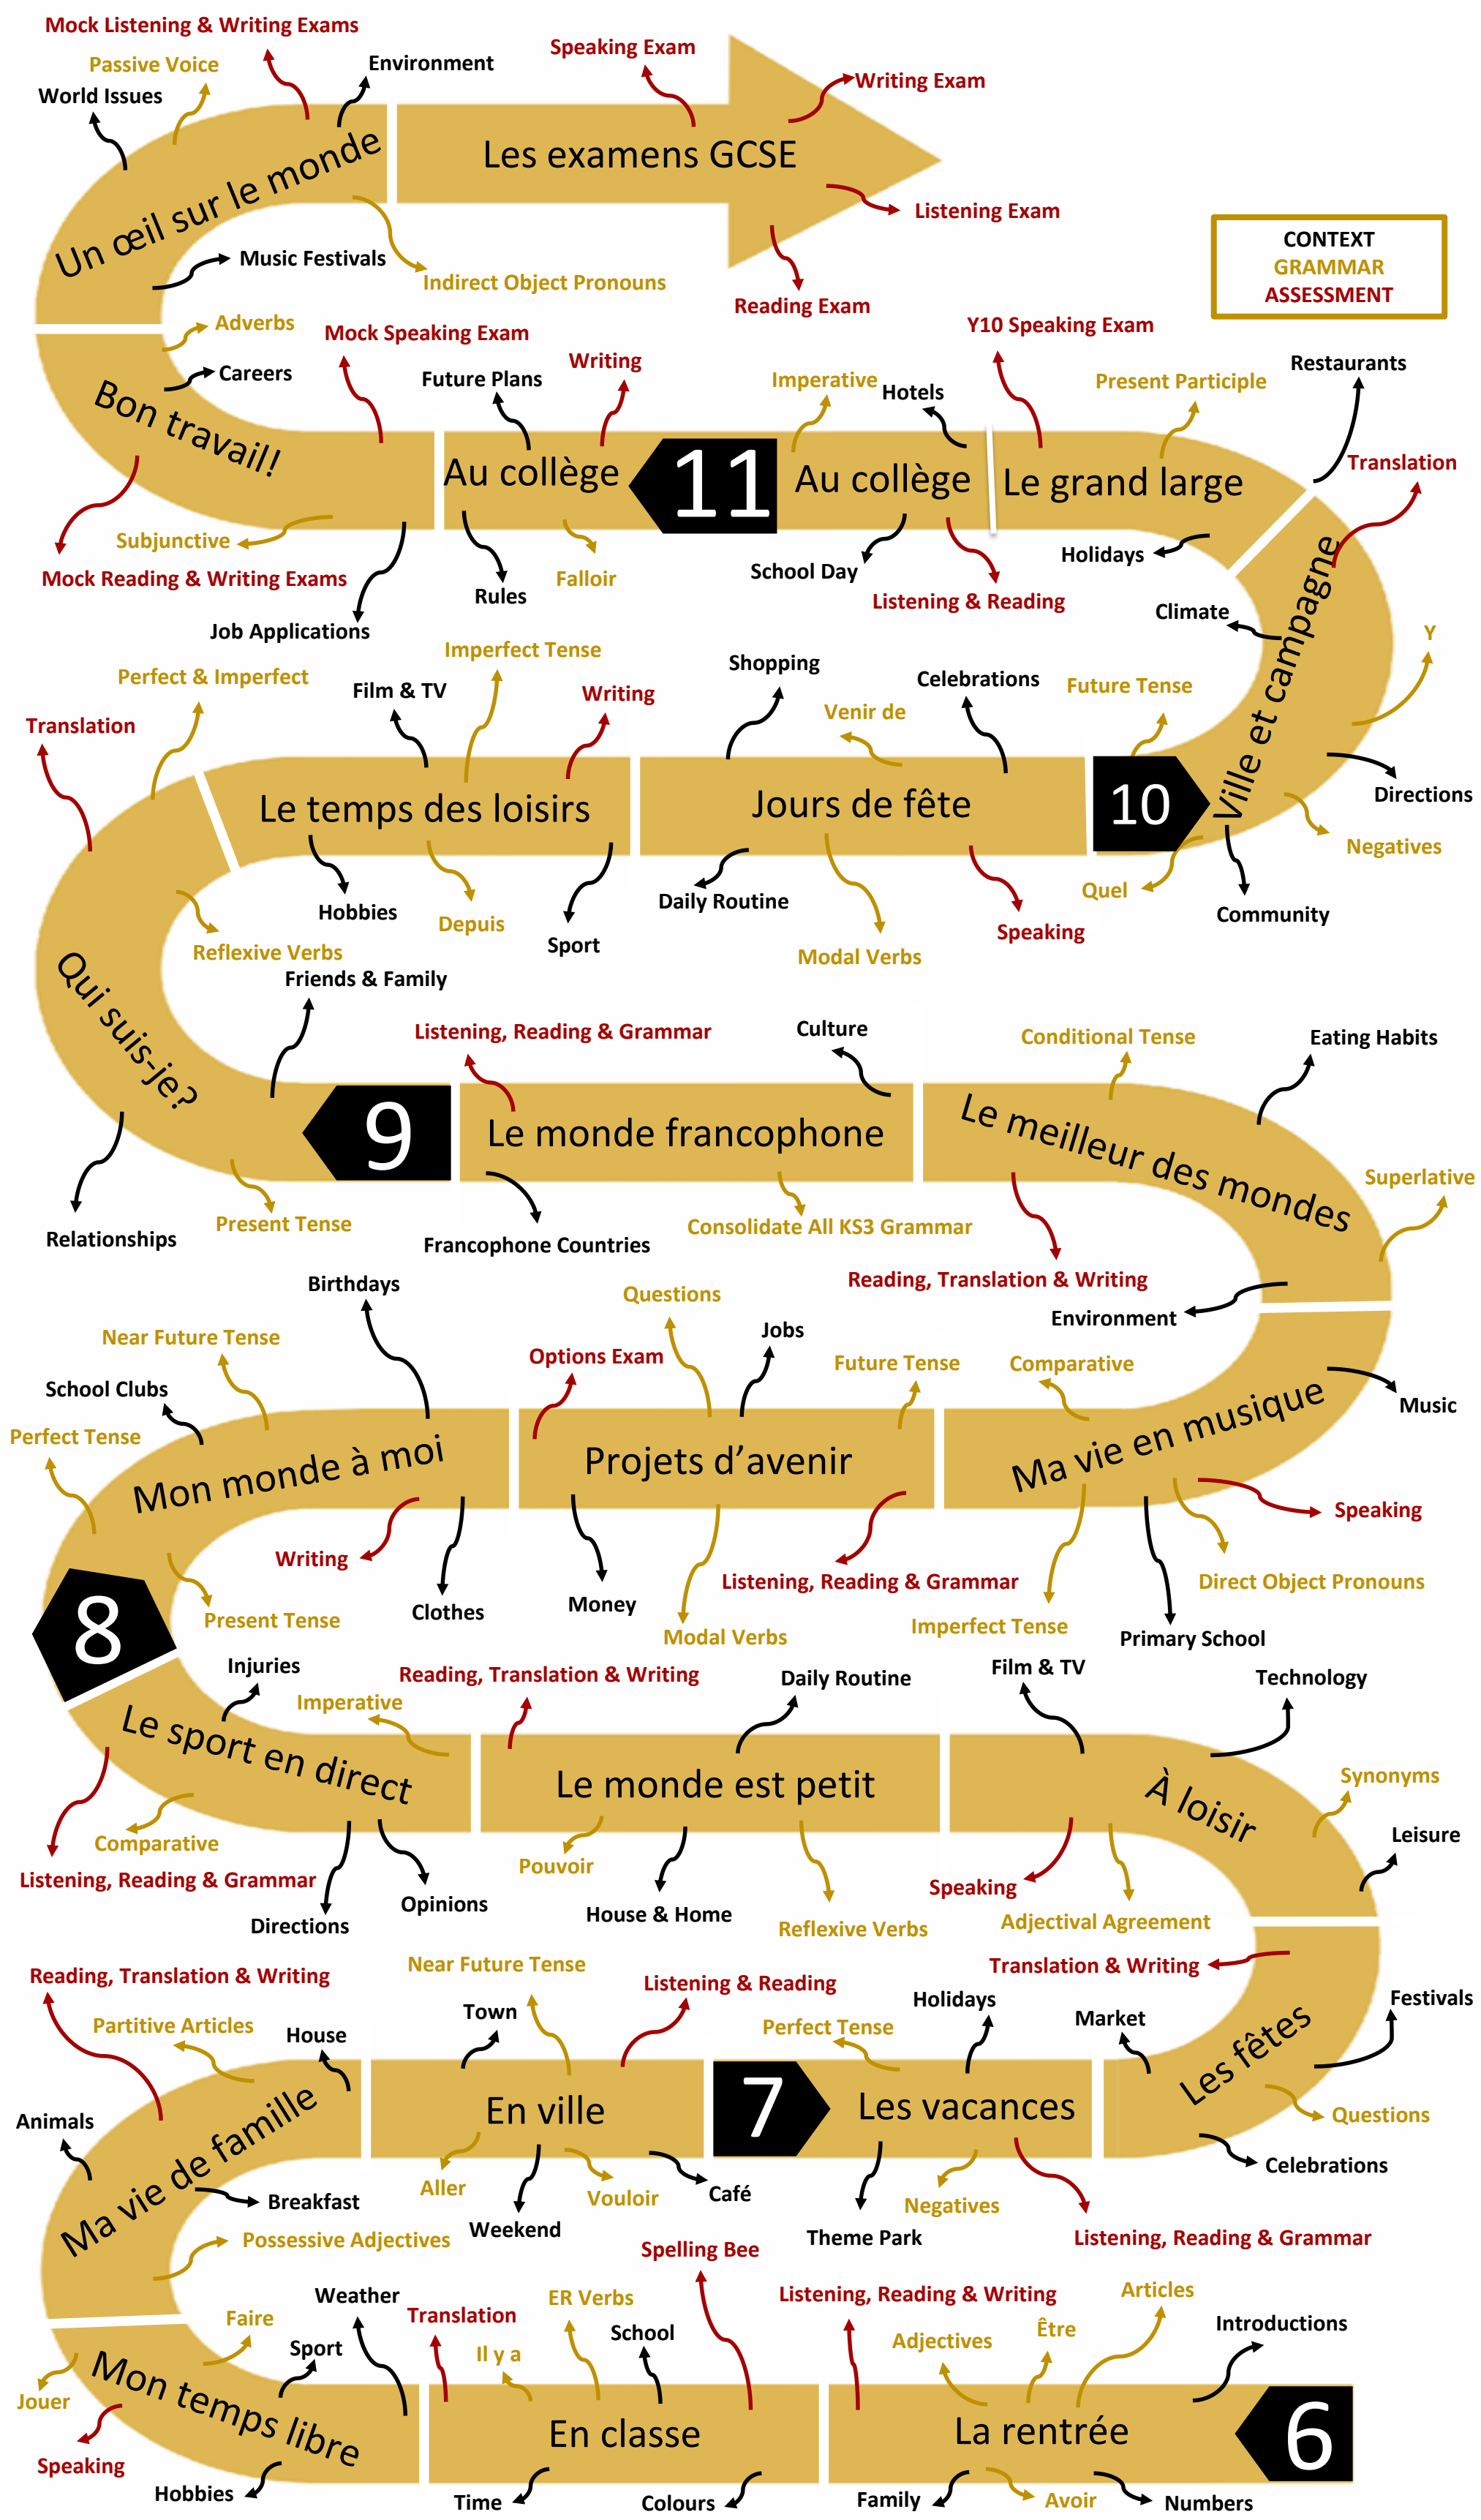 Mock Listening & Writing Exams
Passive Voice
World Issues
Environment
Speaking Exam
Writing Exam
Un œil sur le monde
Les examens GCSE
Listening Exam
Music Festivals
Indirect Object Pronouns
Reading Exam
CONTEXT
GRAMMAR
ASSESSMENT
Adverbs
Careers
Mock Speaking Exam
Future Plans
Writing
Imperative
Hotels
Y10 Speaking Exam
Present Participle
Restaurants
Bon travail!
Au collège
11
Au collège
Le grand large
Translation
Subjunctive
Mock Reading & Writing Exams
Job Applications
Rules
Falloir
School Day
Listening & Reading
Holidays
Climate
Ville et campagne
Y
Perfect & Imperfect
Translation
Film & TV
Imperfect Tense
Writing
Shopping
Venir de
Celebrations
Future Tense
Le temps des loisirs
Jours de fête
10
Directions
Negatives
Quel
Community
Hobbies
Depuis
Sport
Daily Routine
Modal Verbs
Speaking
Reflexive Verbs
Friends & Family
Qui suis-je?
Listening, Reading & Grammar
Culture
Conditional Tense
Eating Habits
9
Le monde francophone
Le meilleur des mondes
Superlative
Relationships
Present Tense
Francophone Countries
Consolidate All KS3 Grammar
Reading, Translation & Writing
Environment
Birthdays
Near Future Tense
School Clubs
Perfect Tense
Options Exam
Questions
Jobs
Future Tense
Comparative
Music
Mon monde à moi
Projets d’avenir
Ma vie en musique
Speaking
Writing
Clothes
Money
Listening, Reading & Grammar
Modal Verbs
Imperfect Tense
Direct Object Pronouns
Primary School
8
Present Tense
Injuries
Imperative
Reading, Translation & Writing
Daily Routine
Film & TV
Technology
Le sport en direct
Le monde est petit
À loisir
Synonyms
Leisure
Comparative
Listening, Reading & Grammar
Directions
Opinions
Pouvoir
House & Home
Reflexive Verbs
Speaking
Adjectival Agreement
Translation & Writing
Reading, Translation & Writing
Partitive Articles
House
Near Future Tense
Town
Listening & Reading
Perfect Tense
Holidays
Market
Festivals
Animals
Ma vie de famille
En ville
7
Les vacances
Les fêtes
Questions
Celebrations
Breakfast
Possessive Adjectives
Aller
Weekend
Vouloir
Café
Theme Park
Negatives
Listening, Reading & Grammar
Spelling Bee
Weather
Faire
Sport
Translation
Il y a
ER Verbs
School
Listening, Reading & Writing
Adjectives
Être
Articles
Introductions
Jouer
Speaking
Mon temps libre
En classe
La rentrée
6
Hobbies
Time
Colours
Family
Avoir
Numbers